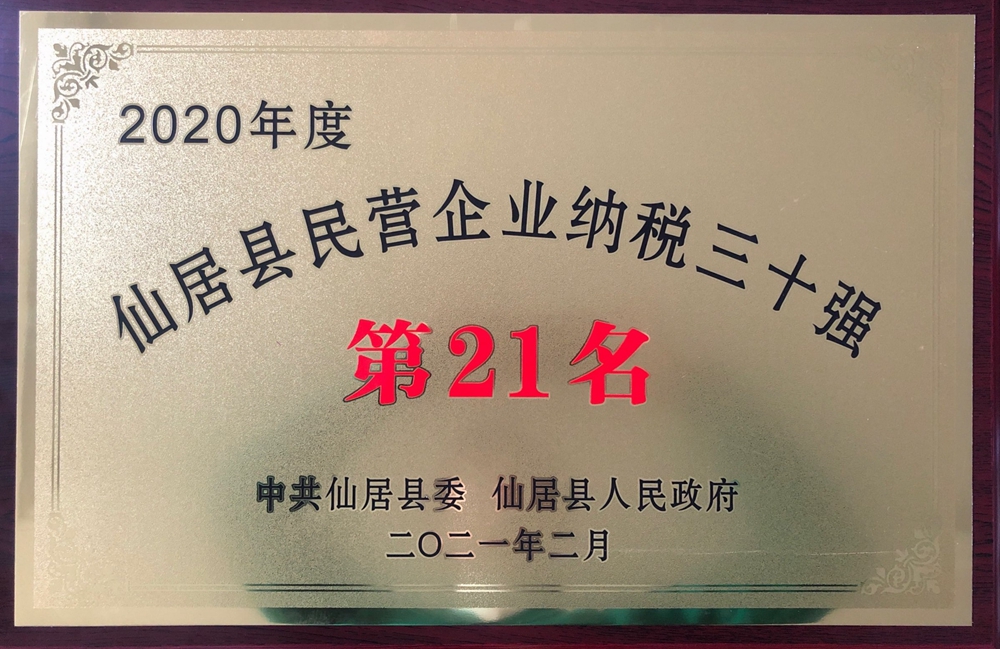 2020年度
仙居县民营企业纳税三十强
第21名
中共仙居县委 仙居县人民政府
二〇二一年二月